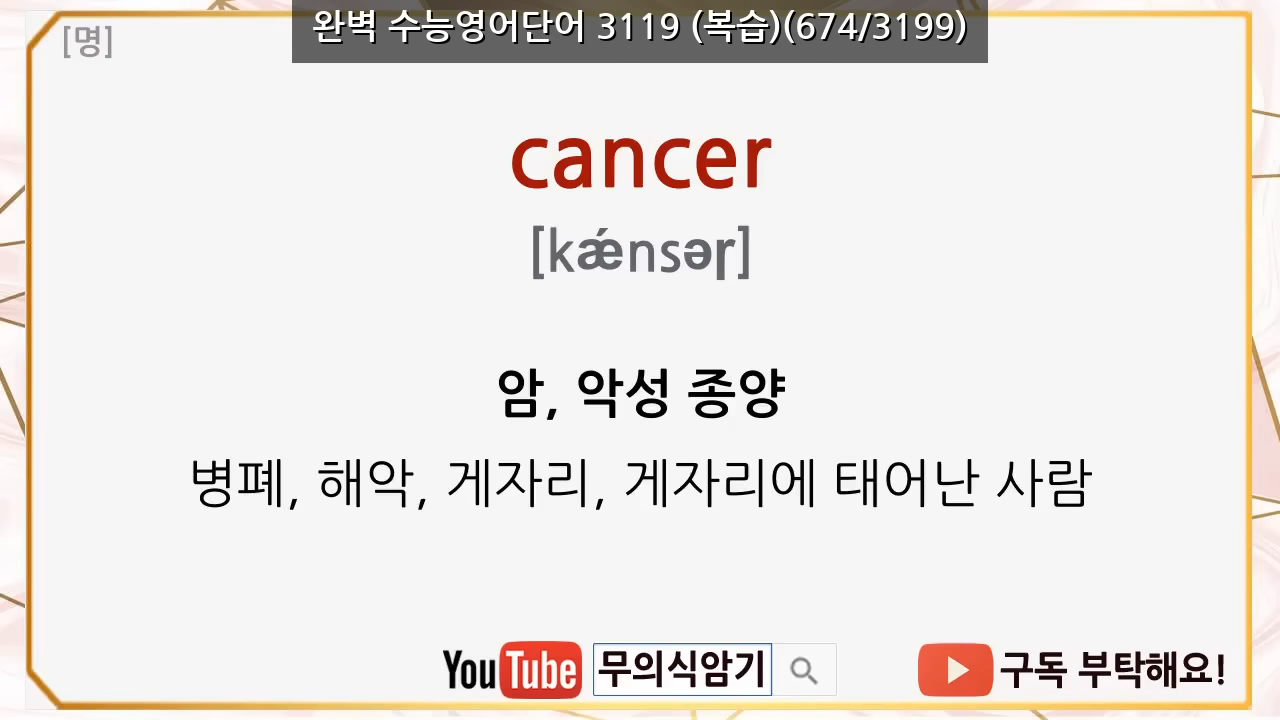 완벽 수능영어단어 3119 (복습)(674/3199)
[명]
cancer
[kǽnsəɼ]
암, 악성 종양
병폐, 해악, 게자리, 게자리에 태어난 사람
YouTube 무의식암기 구독 부탁해요!